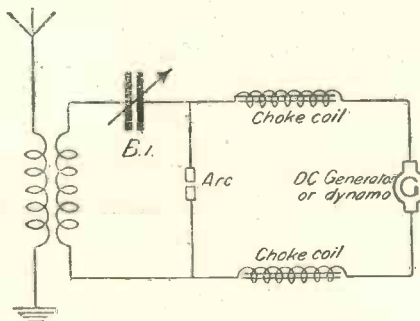 Choke coil
E.1.
Arc
DC Generator
or dynamo
G
Choke coil